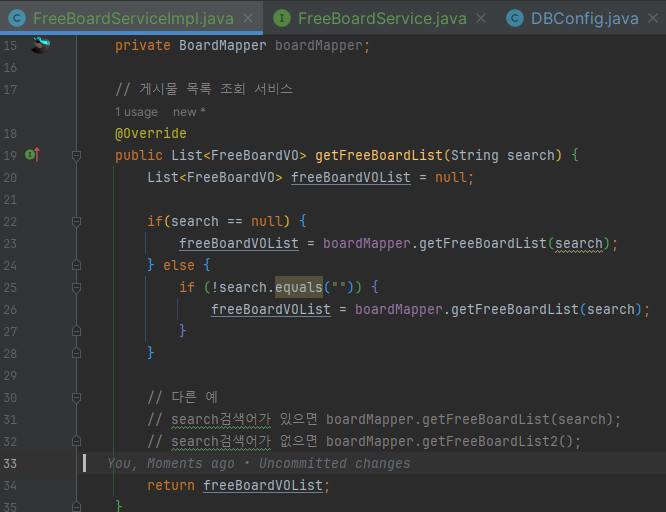 FreeBoardServiceImpl.java FreeBoardService.java DBConfig.java
15 private BoardMapper boardMapper;
16
17 // 게시물 목록 조회 서비스
1 usage new *
18 @Override
19 public List<FreeBoardVO> getFreeBoardList(String search) {
20 List<FreeBoardVO> freeBoardVOList = null;
21
22 if(search == null) {
23 freeBoardVOList = boardMapper.getFreeBoardList(search);
24 } else {
25 if (!search.equals("")) {
26 freeBoardVOList = boardMapper.getFreeBoardList(search);
27 }
28 }
29
30 // 다른 예
31 // search검색어가 있으면 boardMapper.getFreeBoardList(search);
32 // search검색어가 없으면 boardMapper.getFreeBoardList2();
33 You, Moments ago • Uncommitted changes
34 return freeBoardVOList;
35 }